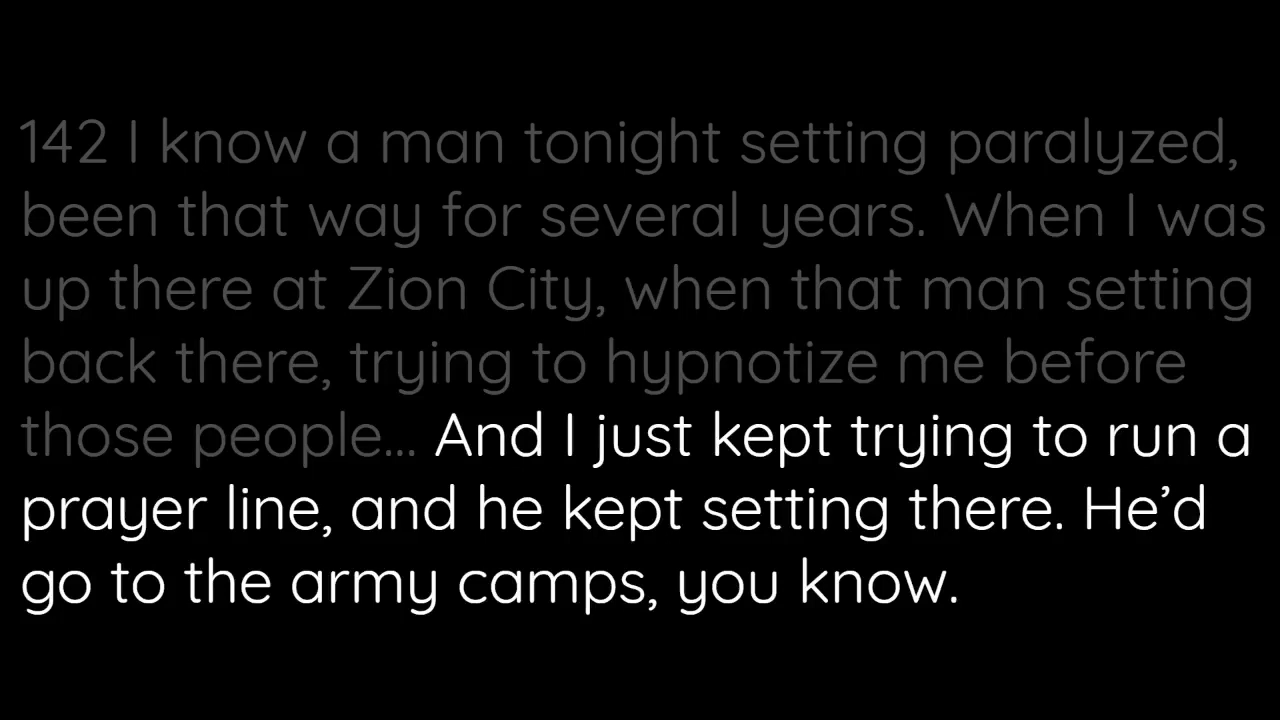 142 I know a man tonight setting paralyzed,
been that way for several years. When I was
up there at Zion City, when that man setting
back there, trying to hypnotize me before
those people... And I just kept trying to run a
prayer line, and he kept setting there. He’d
go to the army camps, you know.